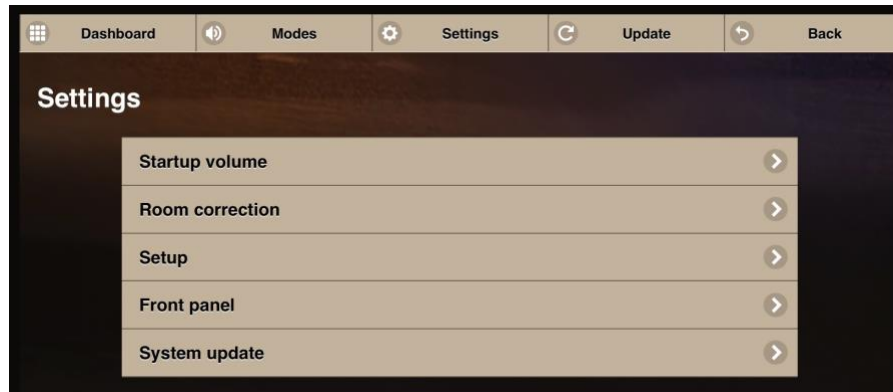 Dashboard Modes Settings Update Back
Settings
Startup volume
Room correction
Setup
Front panel
System update